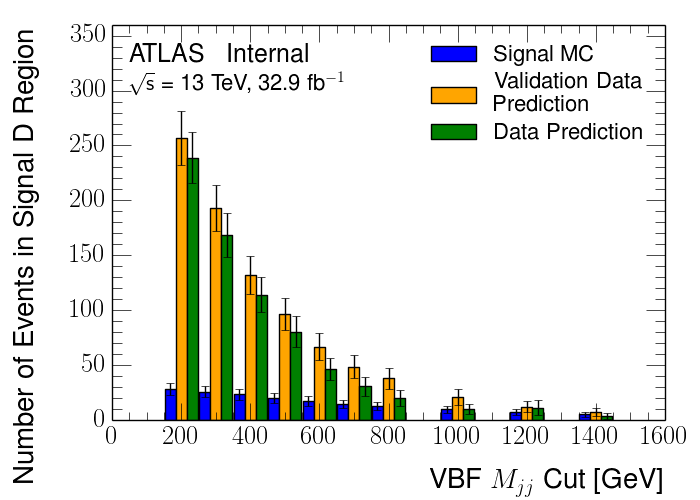 ATLAS Internal
√s = 13 TeV, 32.9 fb⁻¹
Signal MC
Validation Data
Prediction
Data Prediction
Number of Events in Signal D Region
350
300
250
200
150
100
50
0
0 200 400 600 800 1000 1200 1400 1600
VBF M_jj Cut [GeV]